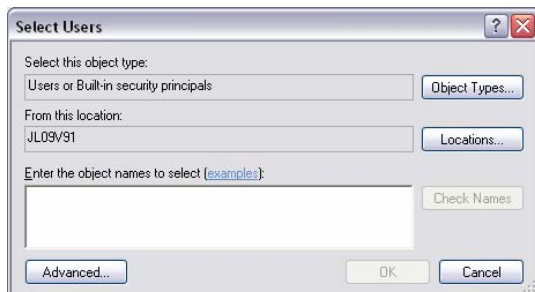 Select Users
Select this object type:
Users or Built-in security principals
Object Types...
From this location:
JL09V91
Locations...
Enter the object names to select (examples):
Check Names
Advanced...
OK
Cancel